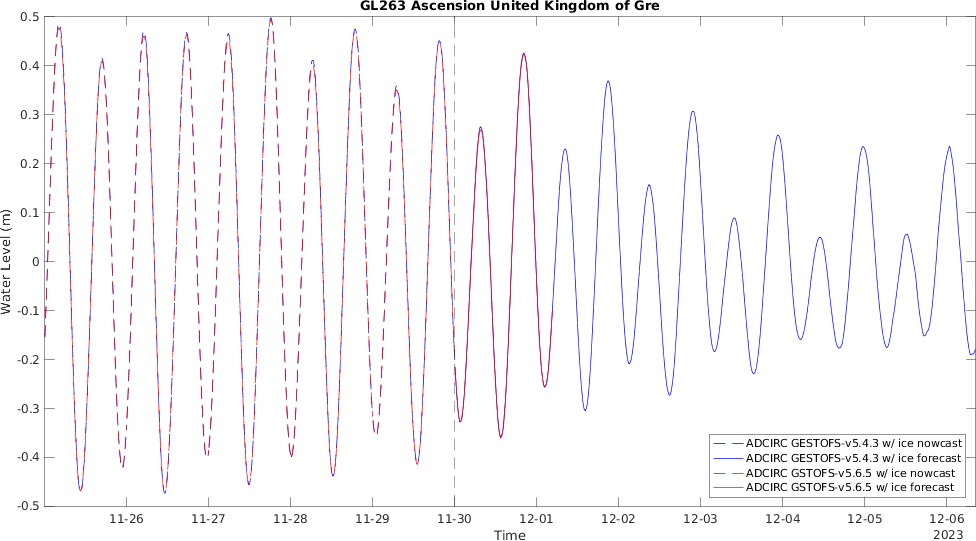 GL263 Ascension United Kingdom of Gre
0.5
0.4
0.3
0.2
0.1
0
-0.1
-0.2
-0.3
-0.4
-0.5
Water Level (m)
ADCIRC GESTOFS-v5.4.3 w/ ice nowcast
ADCIRC GESTOFS-v5.4.3 w/ ice forecast
ADCIRC GSTOFS-v5.6.5 w/ ice nowcast
ADCIRC GSTOFS-v5.6.5 w/ ice forecast
11-26 11-27 11-28 11-29 11-30 12-01 12-02 12-03 12-04 12-05 12-06
2023
Time